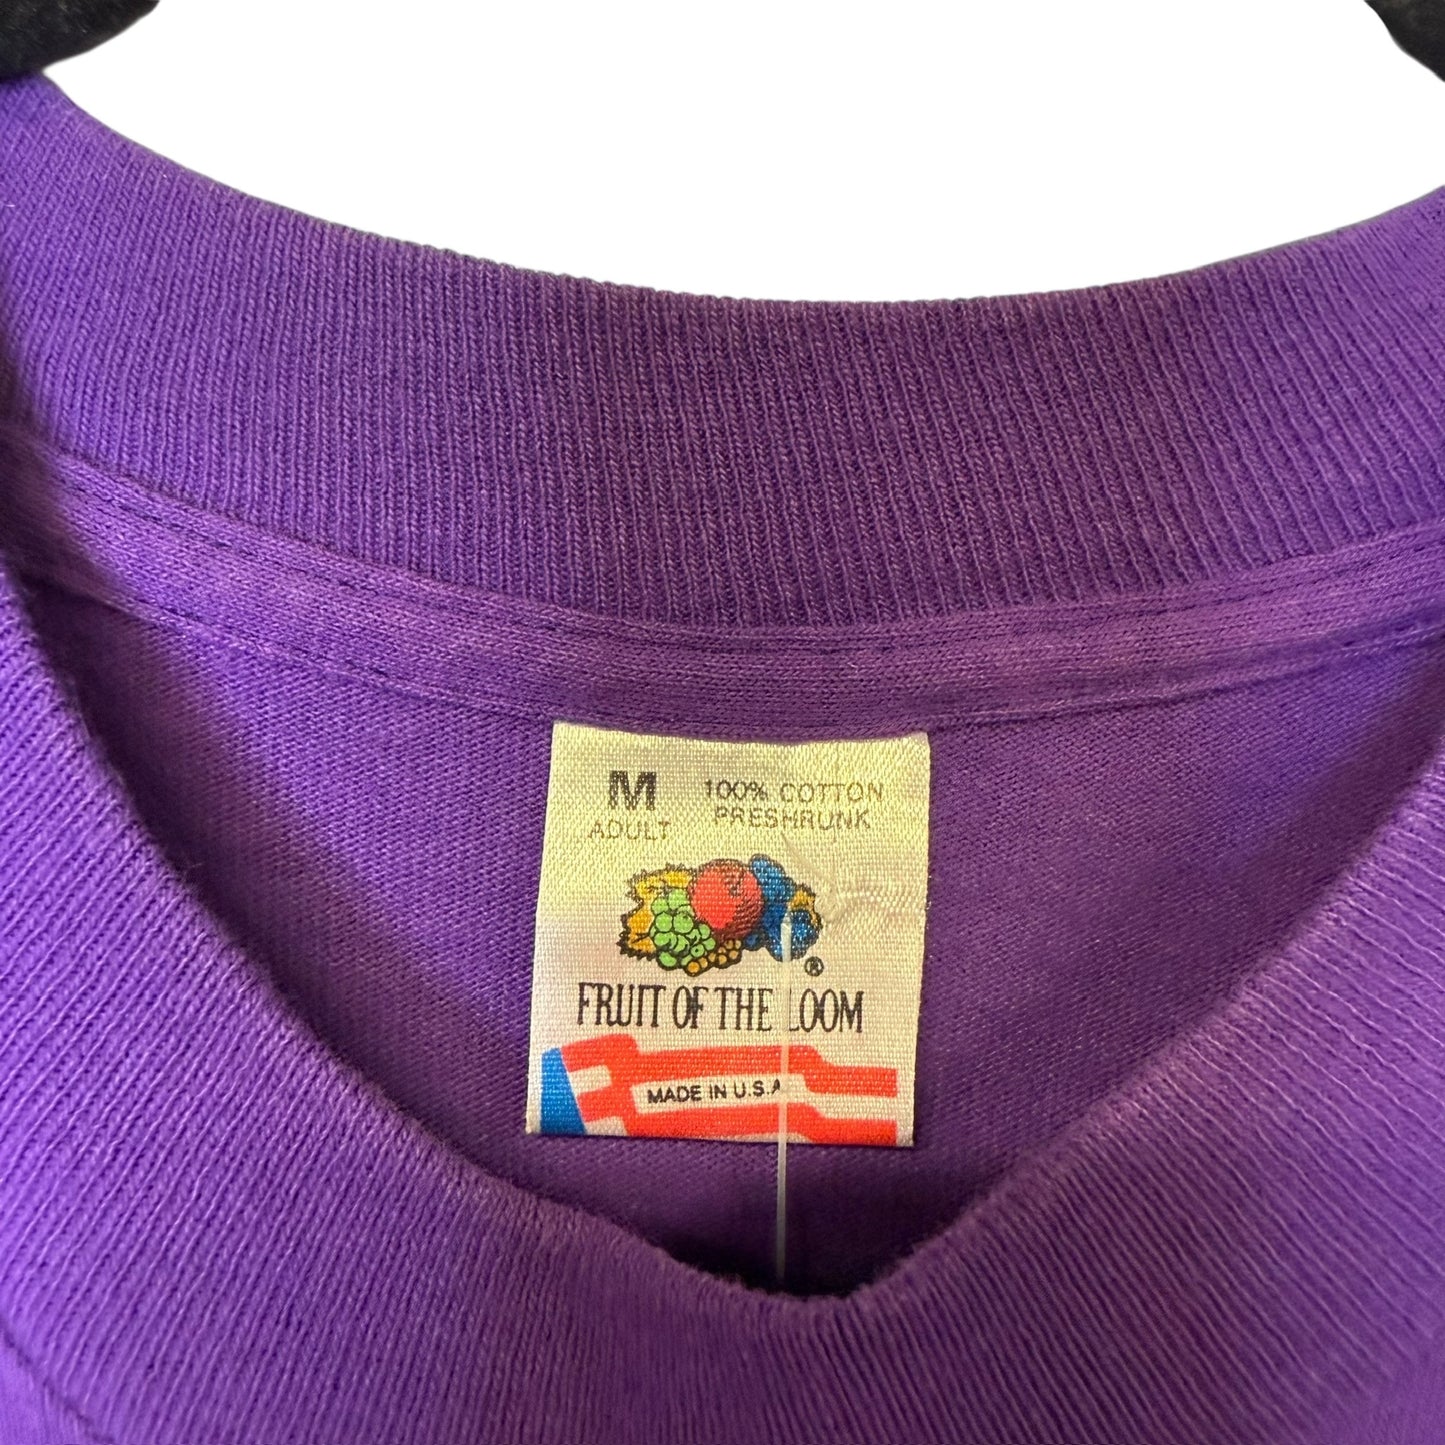 M
ADULT
100% COTTON
PRESHRUNK
®
FRUIT OF THE LOOM
MADE IN U.S.A